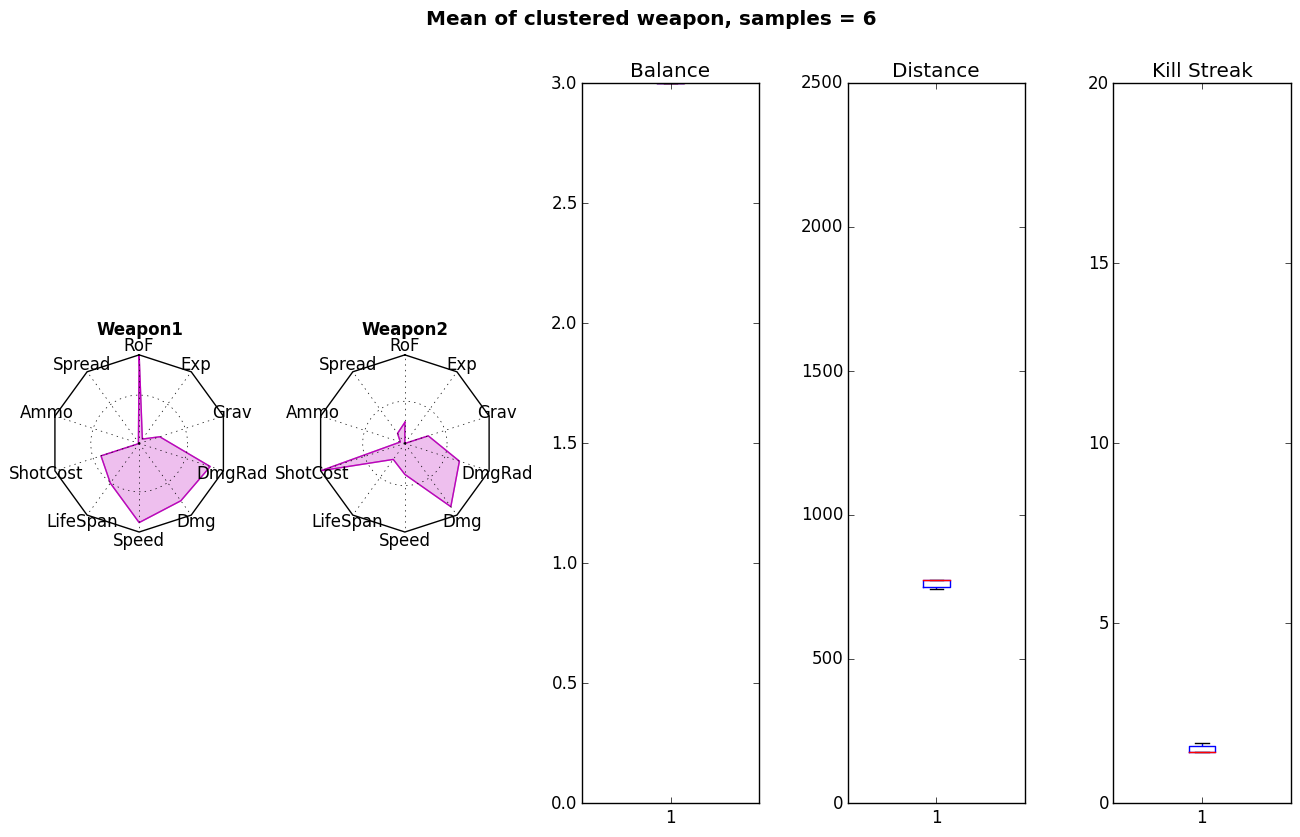 Mean of clustered weapon, samples = 6
Weapon1
RoF
Exp
Spread
Grav
Ammo
DmgRad
ShotCost
Dmg
LifeSpan
Speed
Weapon2
RoF
Exp
Spread
Grav
Ammo
DmgRad
ShotCost
Dmg
LifeSpan
Speed
Balance
3.0
2.5
2.0
1.5
1.0
0.5
0.0
1
Distance
2500
2000
1500
1000
500
0
1
Kill Streak
20
15
10
5
0
1